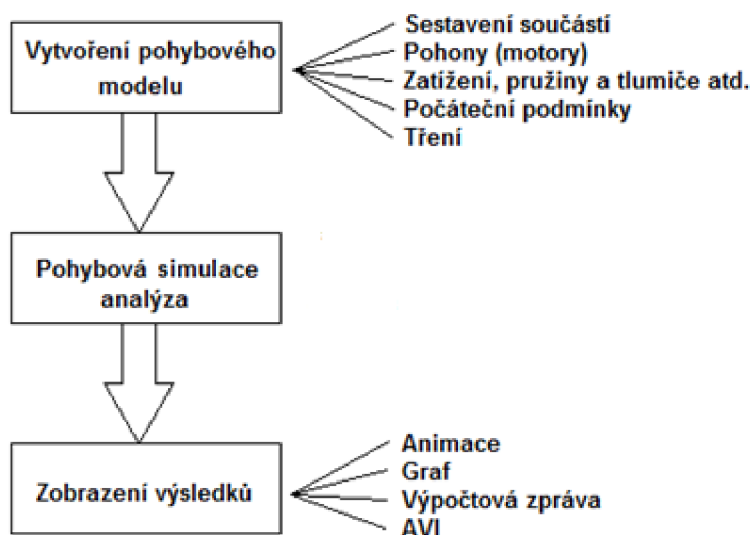 Vytvoření pohybového
modelu
Sestavení součástí
Pohony (motory)
Zatížení, pružiny a tlumiče atd.
Počáteční podmínky
Tření
Pohybová simulace
analýza
Zobrazení výsledků
Animace
Graf
Výpočtová zpráva
AVI